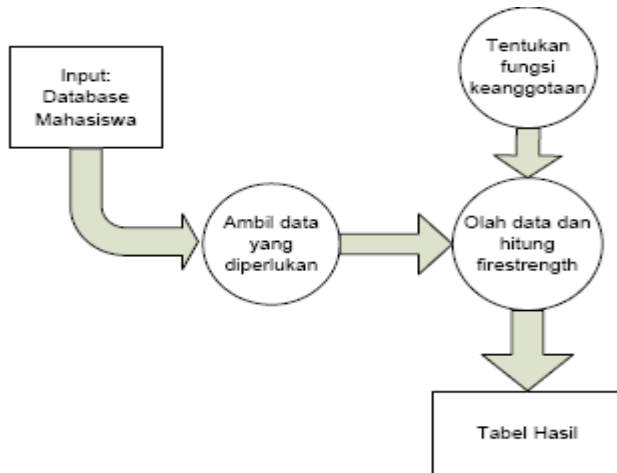 Input:
Database
Mahasiswa
Tentukan
fungsi
keanggotaan
Ambil data
yang
diperlukan
Olah data dan
hitung
firestrength
Tabel Hasil